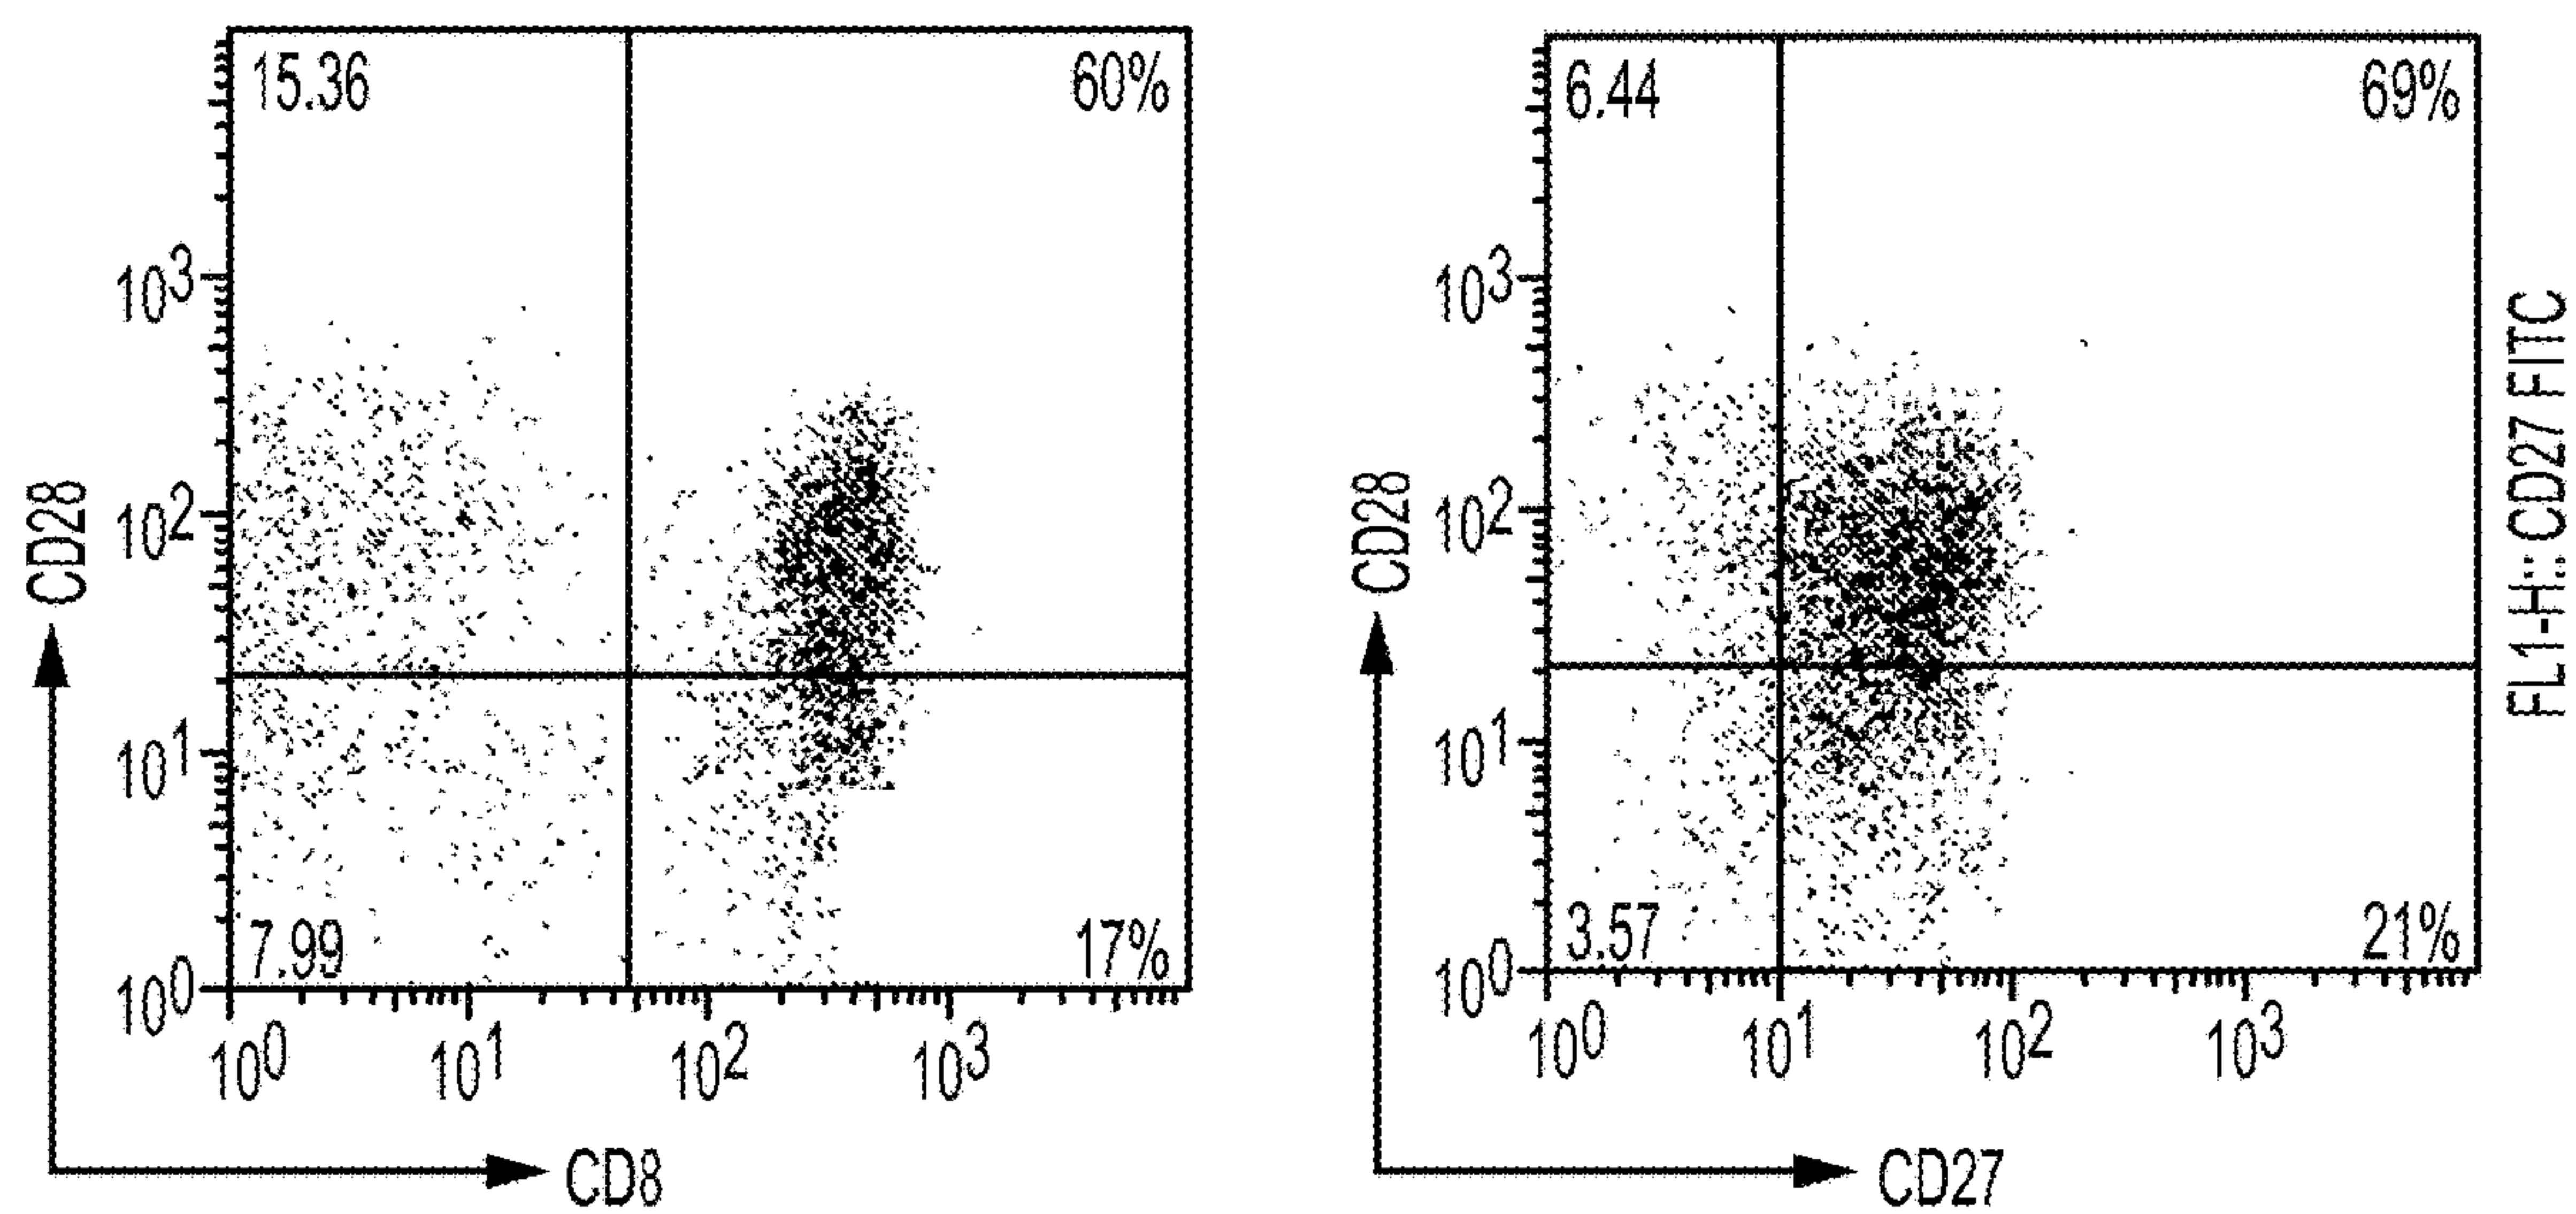 15.36 60%
10³
10²
10¹
10⁰
7.99 17%
10⁰ 10¹ 10² 10³
CD28
CD8
6.44 69%
10³
10²
10¹
10⁰
3.57 21%
10⁰ 10¹ 10² 10³
CD28
CD27
FL1-H:: CD27 FITC